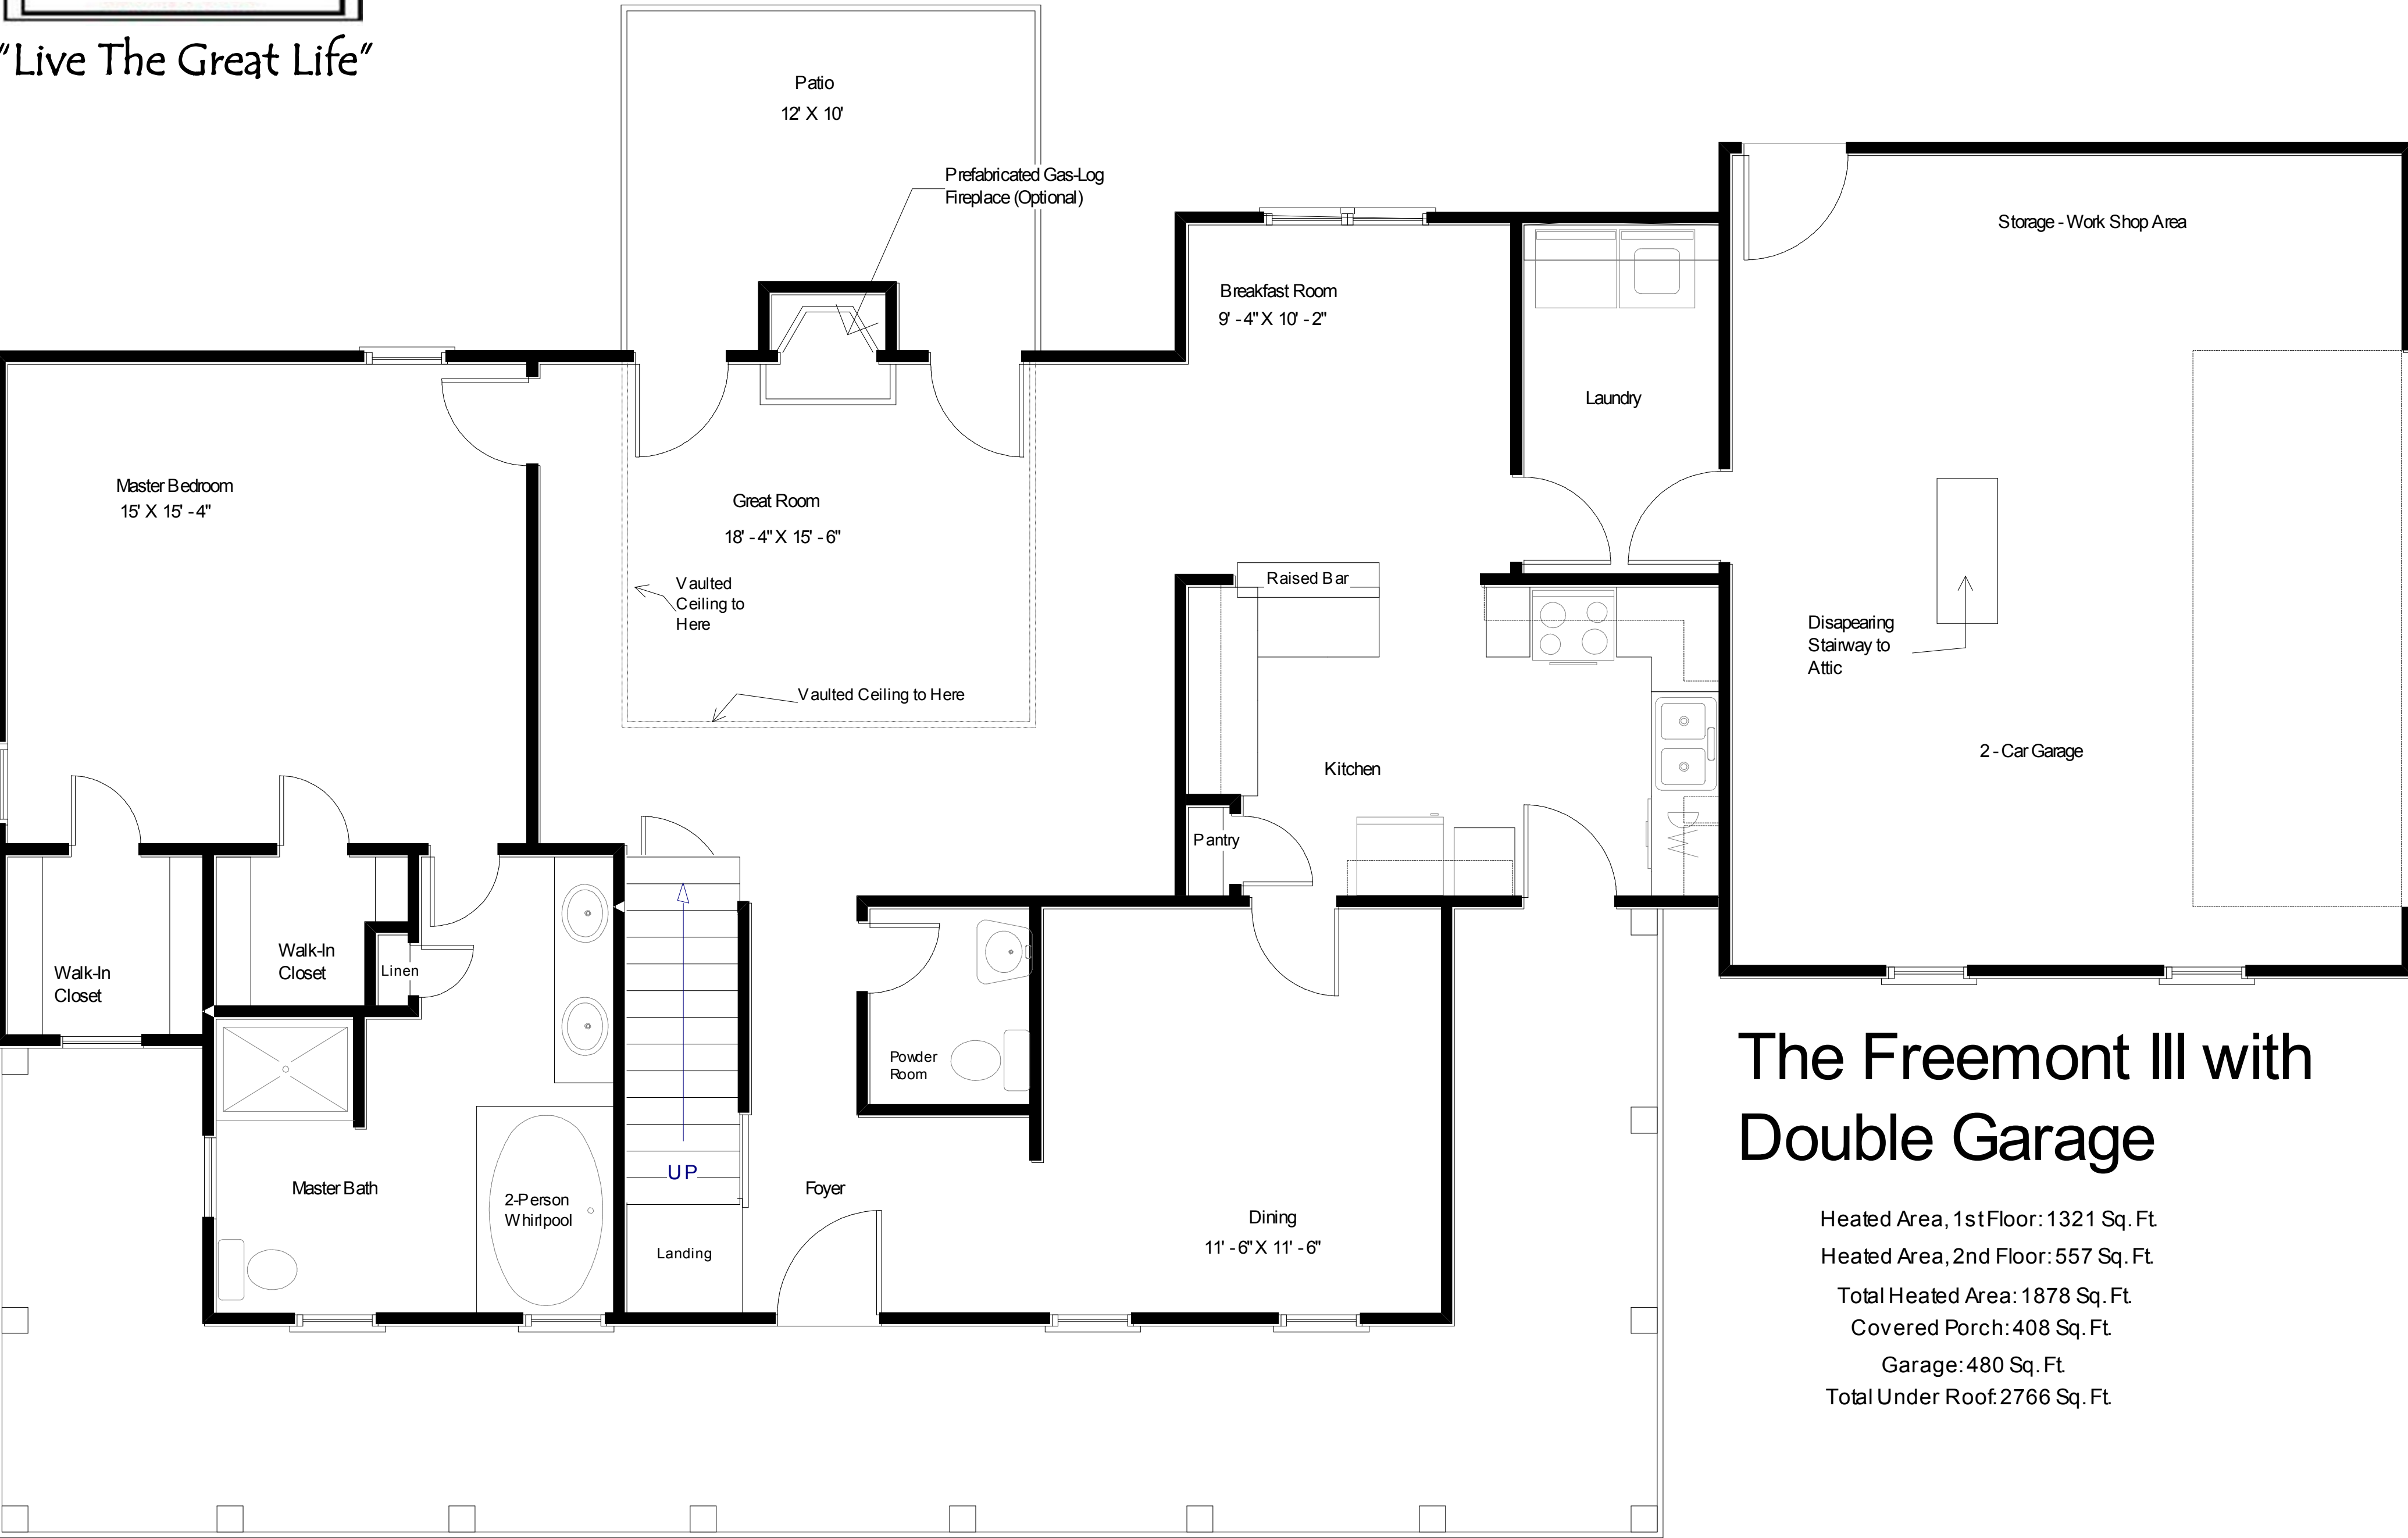 "Live The Great Life"
Patio
12' X 10'
Prefabricated Gas-Log
Fireplace (Optional)
Storage - Work Shop Area
Breakfast Room
9' - 4" X 10' - 2"
Laundry
Master Bedroom
15' X 15' - 4"
Great Room
18' - 4" X 15' - 6"
Vaulted
Ceiling to
Here
Raised Bar
Disapearing
Stairway to
Attic
Vaulted Ceiling to Here
2 - Car Garage
Kitchen
Pantry
Walk-In
Closet
Walk-In
Closet
Linen
Powder
Room
UP
Foyer
Master Bath
2-Person
Whirlpool
Landing
Dining
11' - 6" X 11' - 6"
The Freemont III with
Double Garage
Heated Area, 1st Floor: 1321 Sq. Ft.
Heated Area, 2nd Floor: 557 Sq. Ft.
Total Heated Area: 1878 Sq. Ft.
Covered Porch: 408 Sq. Ft.
Garage: 480 Sq. Ft.
Total Under Roof: 2766 Sq. Ft.